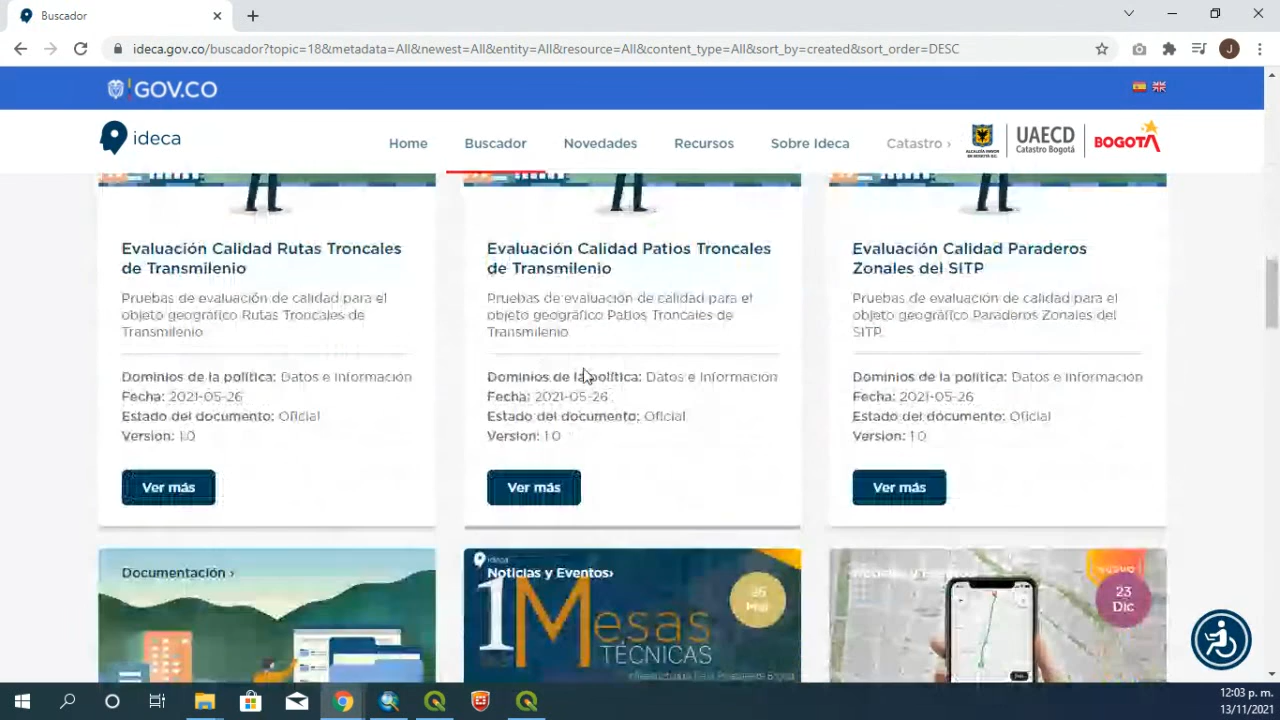 Buscador
ideca.gov.co/buscador?topic=18&metadata=All&newest=All&entity=All&resource=All&content_type=All&sort_by=created&sort_order=DESC
J
GOV.CO
ideca
Home
Buscador
Novedades
Recursos
Sobre Ideca
Catastro ›
UAECD
Catastro Bogotá
BOGOTÁ
Evaluación Calidad Rutas Troncales
de Transmilenio
Pruebas de evaluación de calidad para el
objeto geográfico Rutas Troncales de
Transmilenio
Dominios de la política: Datos e Información
Fecha: 2021-05-26
Estado del documento: Oficial
Version: 1.0
Ver más
Evaluación Calidad Patios Troncales
de Transmilenio
Pruebas de evaluación de calidad para el
objeto geográfico Patios Troncales de
Transmilenio
Dominios de la política: Datos e Información
Fecha: 2021-05-26
Estado del documento: Oficial
Version: 1.0
Ver más
Evaluación Calidad Paraderos
Zonales del SITP
Pruebas de evaluación de calidad para el
objeto geográfico Paraderos Zonales del
SITP
Dominios de la política: Datos e Información
Fecha: 2021-05-26
Estado del documento: Oficial
Version: 1.0
Ver más
Documentación ›
ideca
Noticias y Eventos›
1Mesas
TÉCNICAS
Noticias y Eventos›
23
Dic
12:03 p. m.
13/11/2021